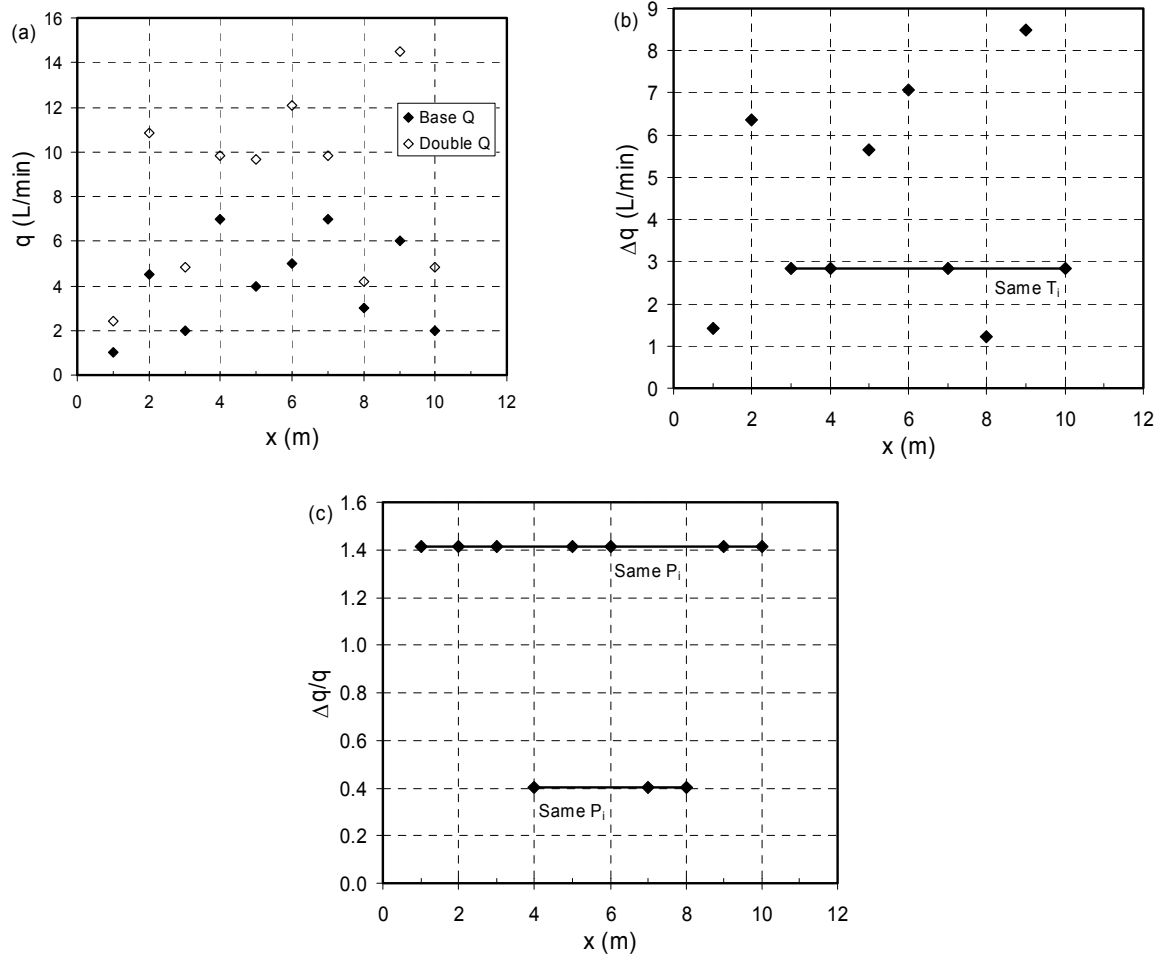 (a)
16
14
12
10
8
6
4
2
0
q (L/min)
Base Q
Double Q
0 2 4 6 8 10 12
x (m)
(b)
9
8
7
6
5
4
3
2
1
0
Δq (L/min)
Same Ti
0 2 4 6 8 10 12
x (m)
(c)
1.6
1.4
1.2
1.0
0.8
0.6
0.4
0.2
0.0
Δq/q
Same Pi
Same Pi
0 2 4 6 8 10 12
x (m)